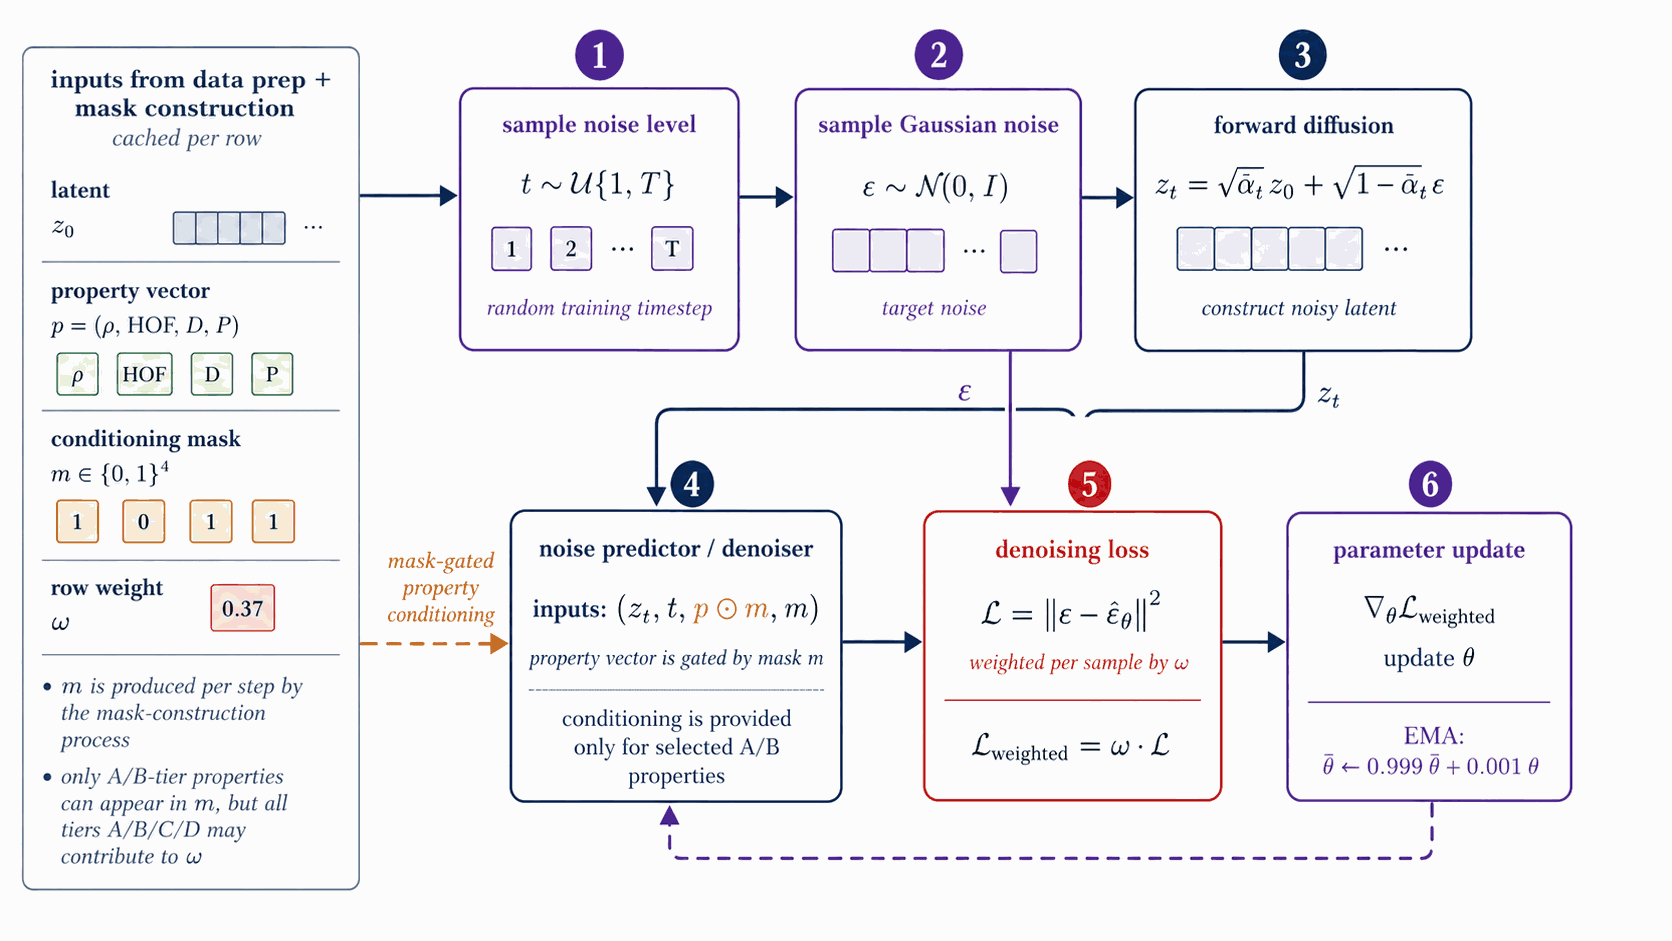 inputs from data prep +
mask construction
cached per row
latent
z₀ ...
property vector
p = (ρ, HOF, D, P)
ρ HOF D P
conditioning mask
m ∈ {0, 1}⁴
1 0 1 1
row weight
ω 0.37
• m is produced per step by
the mask-construction
process
• only A/B-tier properties
can appear in m, but all
tiers A/B/C/D may
contribute to ω
1
sample noise level
t ∼ 𝒰{1, T}
1 2 ... T
random training timestep
2
sample Gaussian noise
ε ∼ 𝒩(0, I)
...
target noise
3
forward diffusion
z_t = √ᾱ_t z₀ + √1 − ᾱ_t ε
...
construct noisy latent
ε
z_t
mask-gated
property
conditioning
4
noise predictor / denoiser
inputs: (z_t, t, p ⊙ m, m)
property vector is gated by mask m
conditioning is provided
only for selected A/B
properties
5
denoising loss
ℒ = ‖ε − ε̂_θ‖²
weighted per sample by ω
ℒ_weighted = ω · ℒ
6
parameter update
∇_θ ℒ_weighted
update θ
EMA:
θ̄ ← 0.999 θ̄ + 0.001 θ